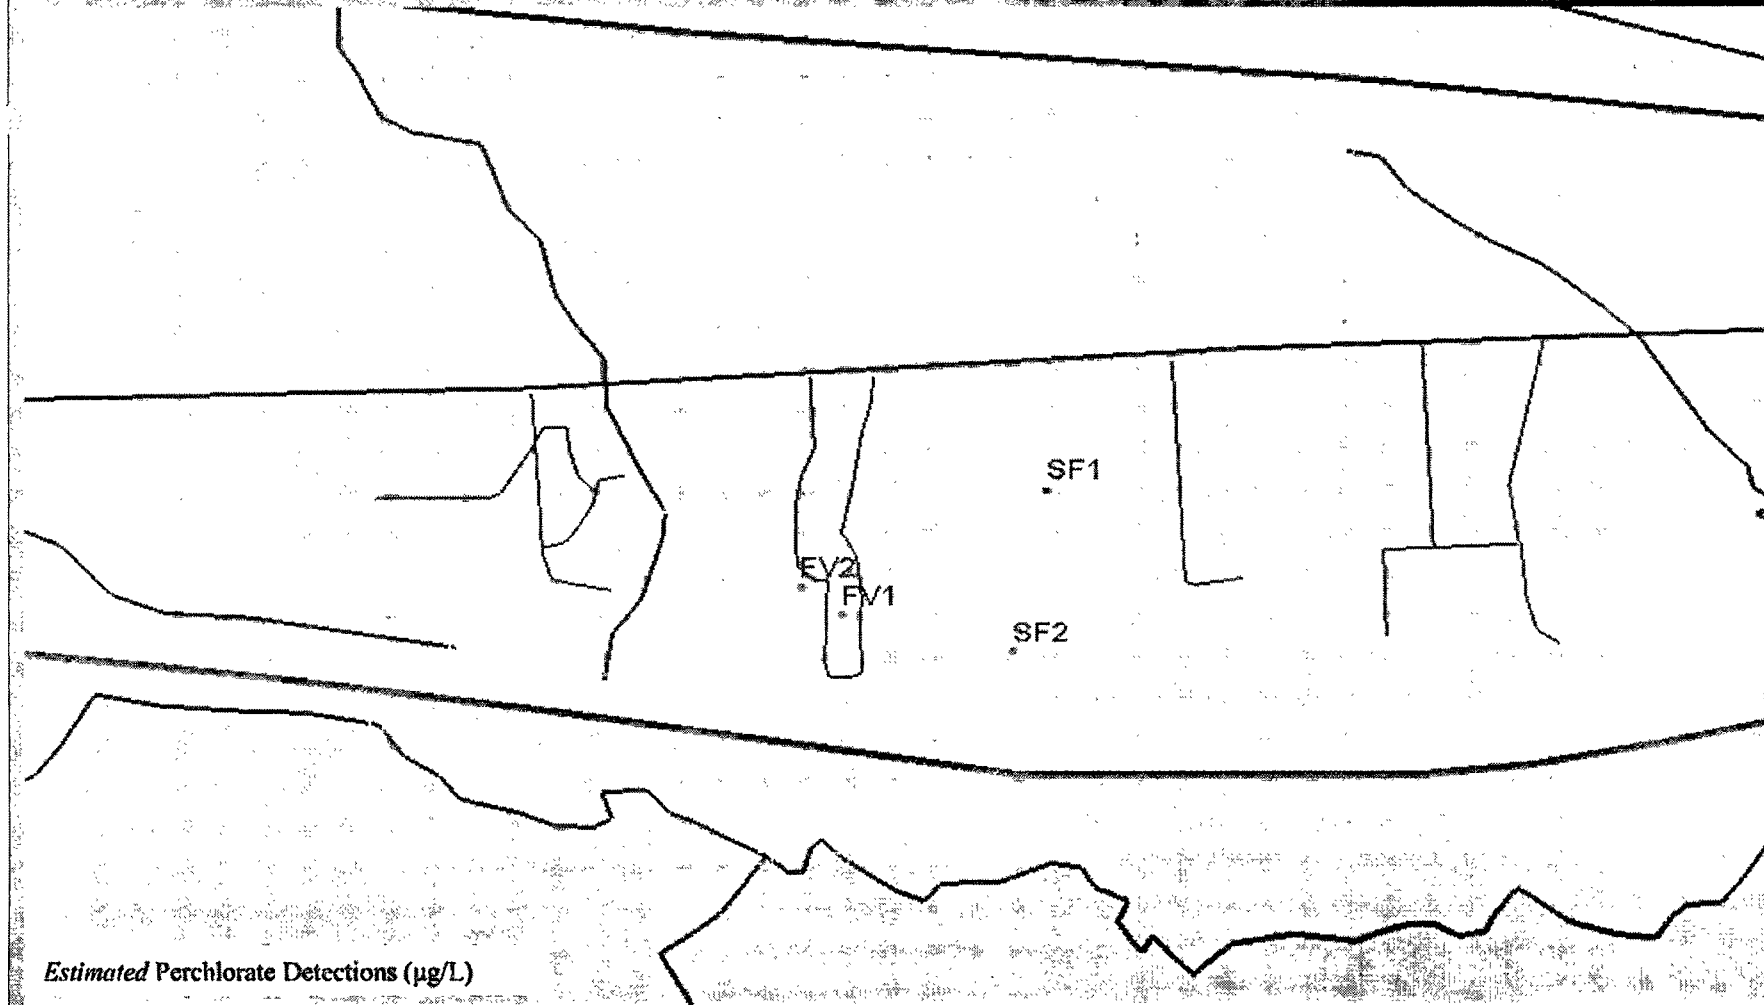 SF1
FV2
FV1
SF2
Estimated Perchlorate Detections (µg/L)